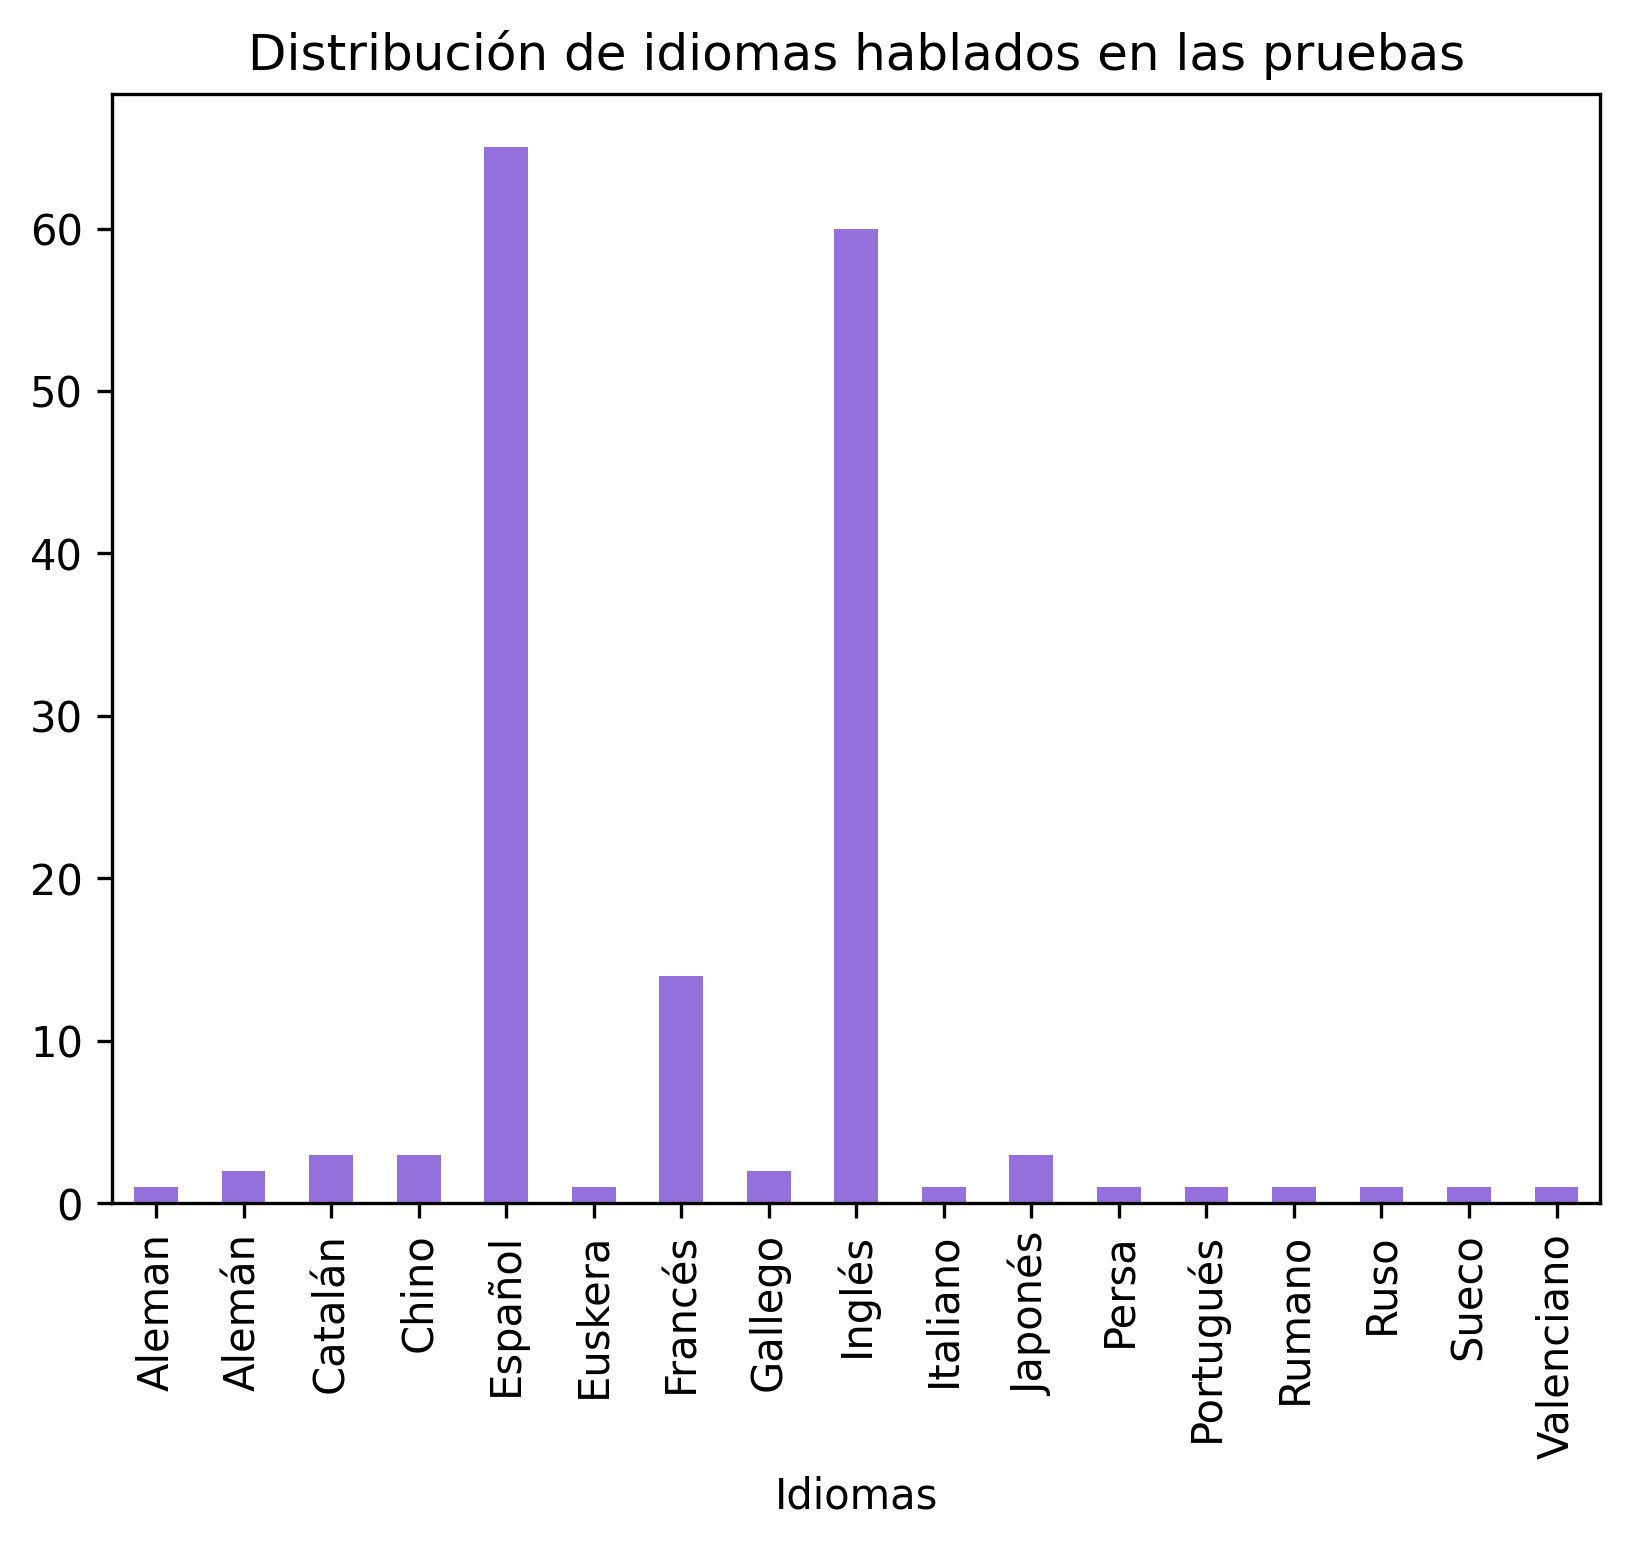 Distribución de idiomas hablados en las pruebas
60
50
40
30
20
10
0
Aleman
Alemán
Catalán
Chino
Español
Euskera
Francés
Gallego
Inglés
Italiano
Japonés
Persa
Portugués
Rumano
Ruso
Sueco
Valenciano
Idiomas